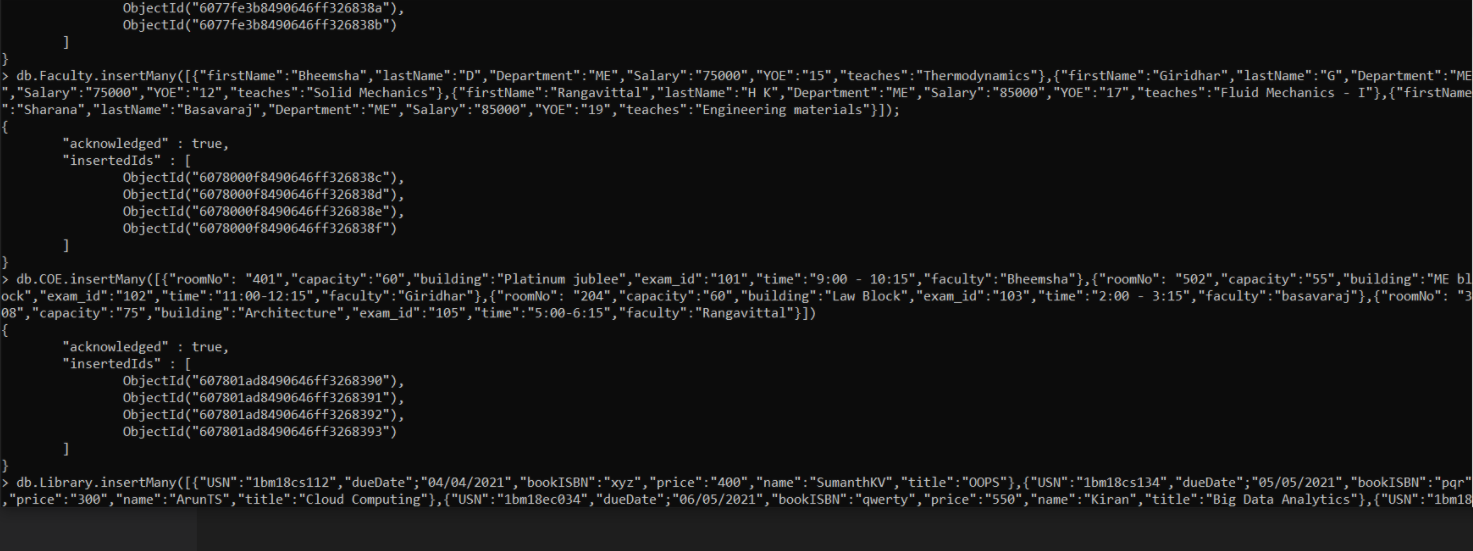 ObjectId("6077fe3b8490646ff326838a"),
ObjectId("6077fe3b8490646ff326838b")
]
}
> db.Faculty.insertMany([{"firstName":"Bheemsha","lastName":"D","Department":"ME","Salary":"75000","YOE":"15","teaches":"Thermodynamics"},{"firstName":"Giridhar","lastName":"G","Department":"ME
","Salary":"75000","YOE":"12","teaches":"Solid Mechanics"},{"firstName":"Rangavittal","lastName":"H K","Department":"ME","Salary":"85000","YOE":"17","teaches":"Fluid Mechanics - I"},{"firstName
":"Sharana","lastName":"Basavaraj","Department":"ME","Salary":"85000","YOE":"19","teaches":"Engineering materials"}]);
{
"acknowledged" : true,
"insertedIds" : [
ObjectId("6078000f8490646ff326838c"),
ObjectId("6078000f8490646ff326838d"),
ObjectId("6078000f8490646ff326838e"),
ObjectId("6078000f8490646ff326838f")
]
}
> db.COE.insertMany([{"roomNo": "401","capacity":"60","building":"Platinum jublee","exam_id":"101","time":"9:00 - 10:15","faculty":"Bheemsha"},{"roomNo": "502","capacity":"55","building":"ME bl
ock","exam_id":"102","time":"11:00-12:15","faculty":"Giridhar"},{"roomNo": "204","capacity":"60","building":"Law Block","exam_id":"103","time":"2:00 - 3:15","faculty":"basavaraj"},{"roomNo": "3
08","capacity":"75","building":"Architecture","exam_id":"105","time":"5:00-6:15","faculty":"Rangavittal"}])
{
"acknowledged" : true,
"insertedIds" : [
ObjectId("607801ad8490646ff3268390"),
ObjectId("607801ad8490646ff3268391"),
ObjectId("607801ad8490646ff3268392"),
ObjectId("607801ad8490646ff3268393")
]
}
> db.Library.insertMany([{"USN":"1bm18cs112","dueDate";"04/04/2021","bookISBN":"xyz","price":"400","name":"SumanthKV","title":"OOPS"},{"USN":"1bm18cs134","dueDate";"05/05/2021","bookISBN":"pqr"
,"price":"300","name":"ArunTS","title":"Cloud Computing"},{"USN":"1bm18ec034","dueDate";"06/05/2021","bookISBN":"qwerty","price":"550","name":"Kiran","title":"Big Data Analytics"},{"USN":"1bm18